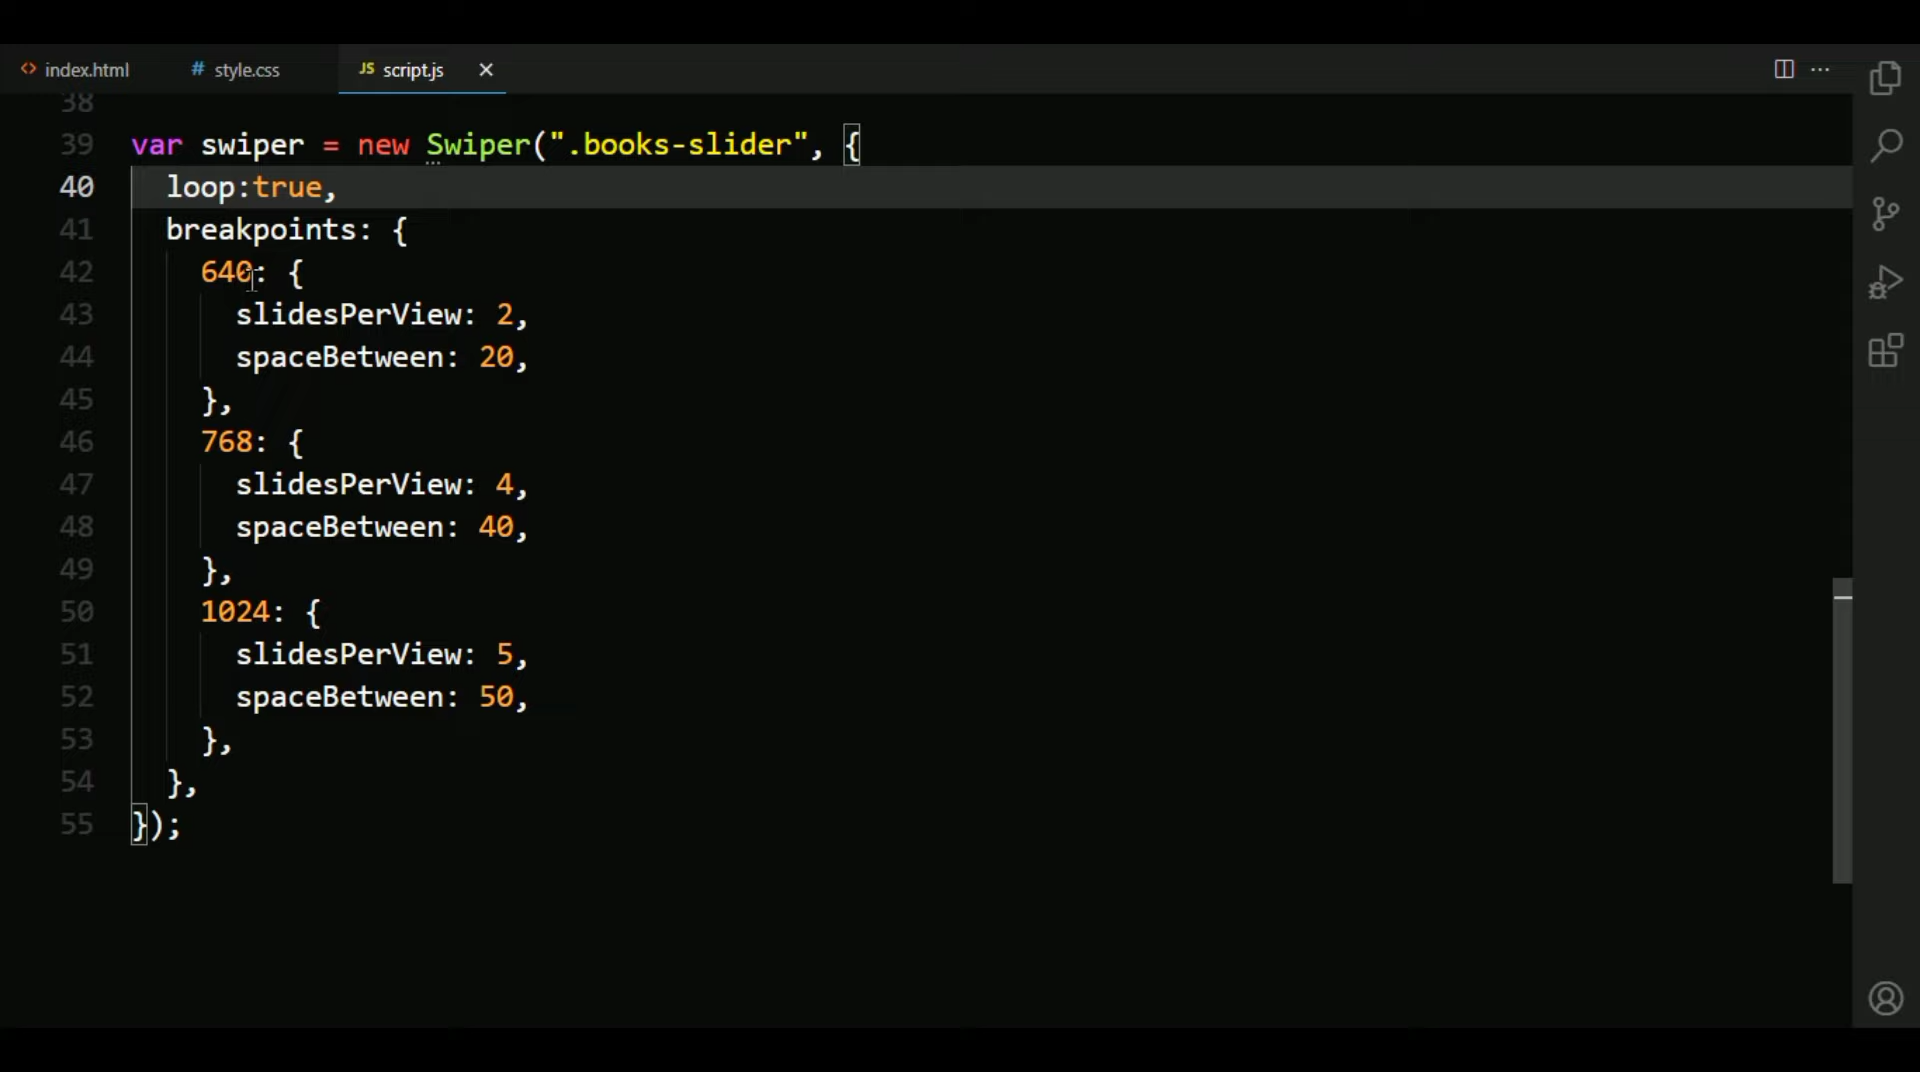 index.html
style.css
JS script.js
38
39 var swiper = new Swiper(".books-slider", {
40 loop:true,
41 breakpoints: {
42 640: {
43 slidesPerView: 2,
44 spaceBetween: 20,
45 },
46 768: {
47 slidesPerView: 4,
48 spaceBetween: 40,
49 },
50 1024: {
51 slidesPerView: 5,
52 spaceBetween: 50,
53 },
54 },
55 });